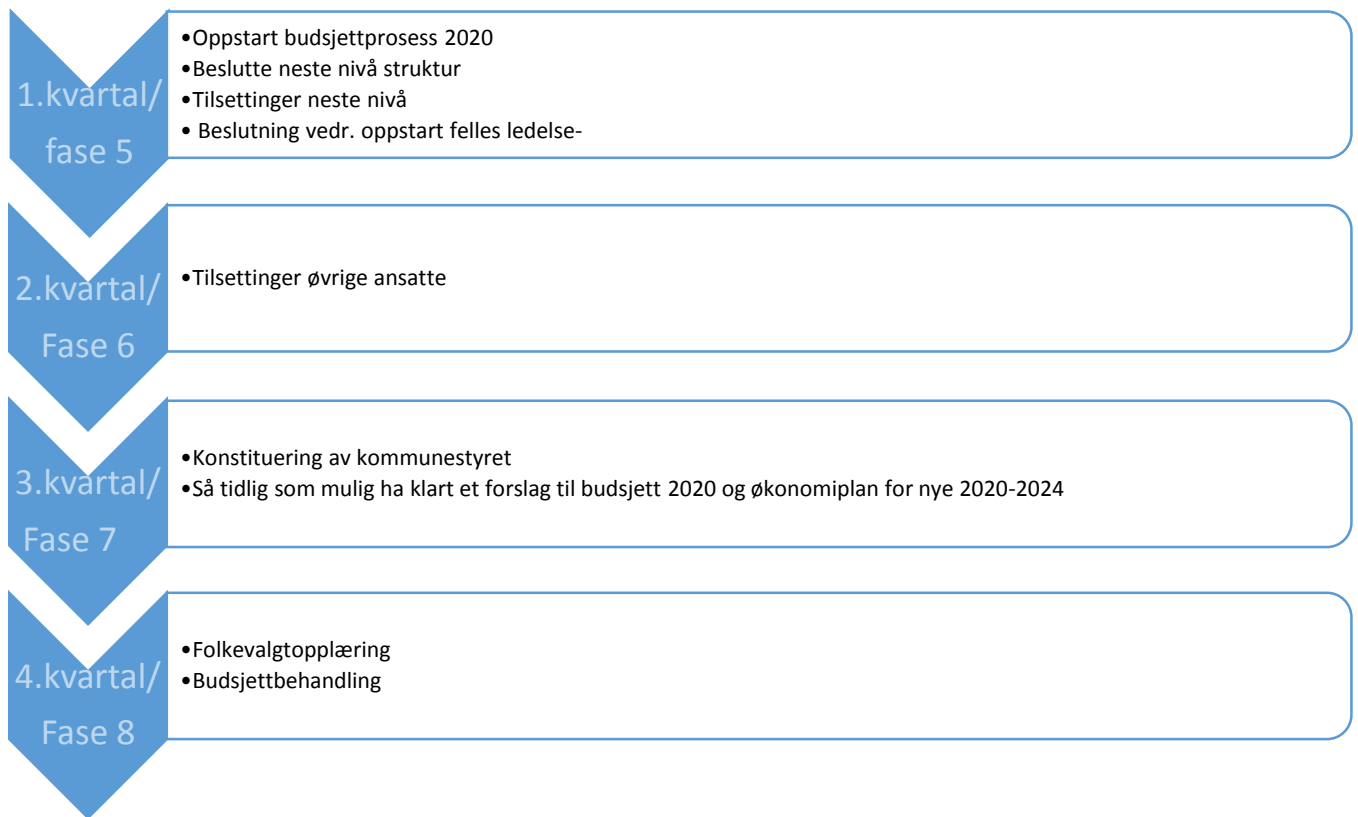 1.kvartal/
fase 5
•Oppstart budsjettprosess 2020
•Beslutte neste nivå struktur
•Tilsettinger neste nivå
• Beslutning vedr. oppstart felles ledelse-
2.kvartal/
Fase 6
•Tilsettinger øvrige ansatte
3.kvartal/
Fase 7
•Konstituering av kommunestyret
•Så tidlig som mulig ha klart et forslag til budsjett 2020 og økonomiplan for nye 2020-2024
4.kvartal/
Fase 8
•Folkevalgtopplæring
•Budsjettbehandling